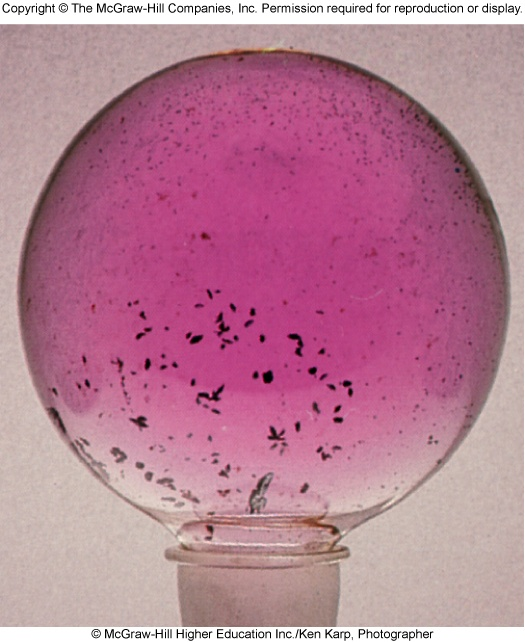 Copyright © The McGraw-Hill Companies, Inc. Permission required for reproduction or display.
© McGraw-Hill Higher Education Inc./Ken Karp, Photographer